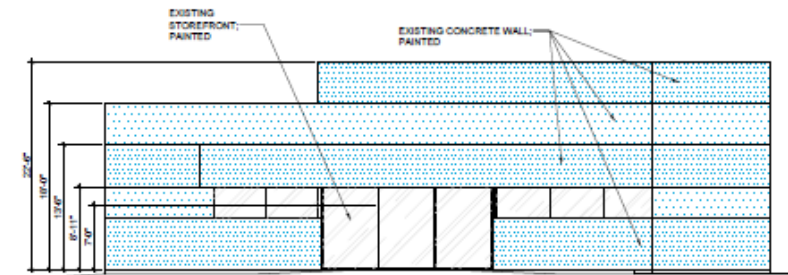 EXISTING
STOREFRONT;
PAINTED
EXISTING CONCRETE WALL;
PAINTED
22'-6"
18'-0"
13'-6"
8'-11"
7'-0"